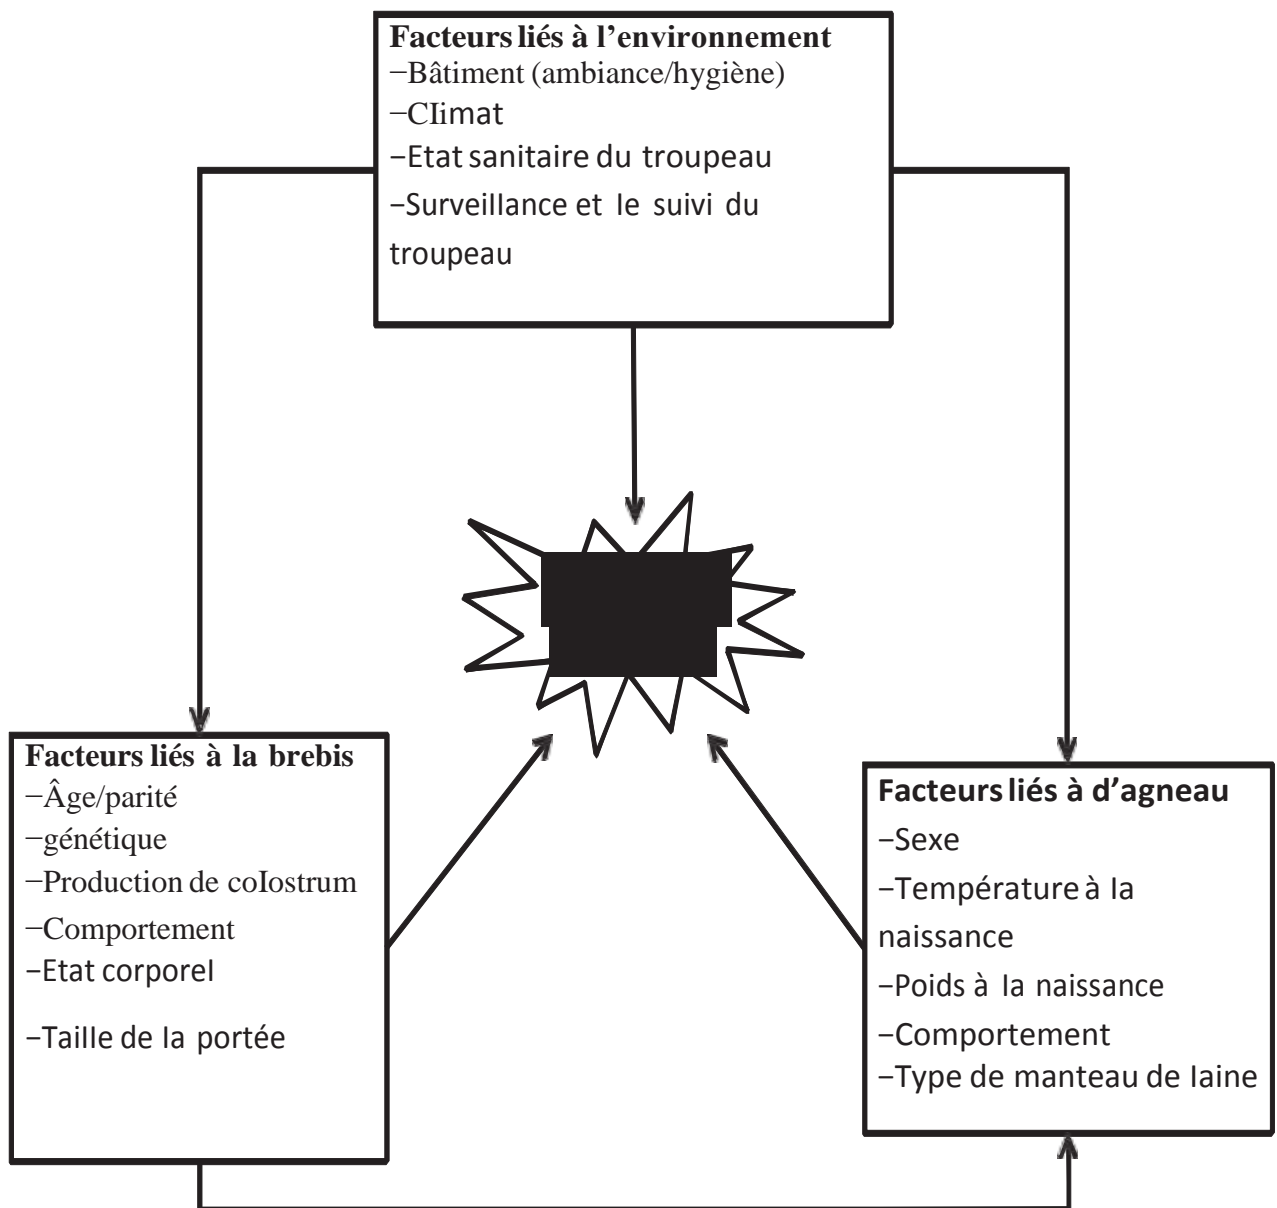 Facteurs liés à l’environnement
−Bâtiment (ambiance/hygiène)
−CIimat
−Etat sanitaire du troupeau
−Surveillance et le suivi du
troupeau
Facteurs liés à la brebis
−Âge/parité
−génétique
−Production de coIostrum
−Comportement
−Etat corporel
−Taille de la portée
Facteurs liés à d’agneau
−Sexe
−Température à la
naissance
−Poids à la naissance
−Comportement
−Type de manteau de laine